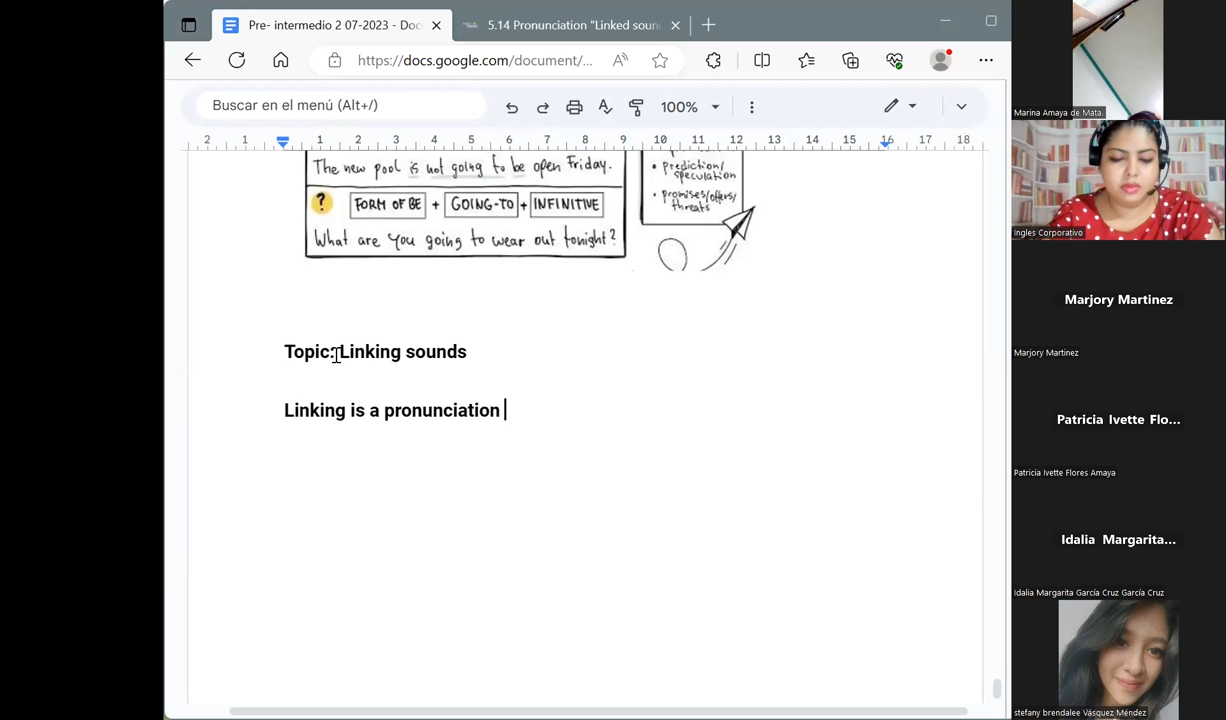 Pre- intermedio 2 07-2023 - Doc
5.14 Pronunciation "Linked soun
https://docs.google.com/document/...
Buscar en el menú (Alt+/)
100%
2 1 1 2 3 4 5 6 7 8 9 10 11 12 13 14 15 16 17 18
The new pool is not going to be open Friday.
? FORM OF BE + GOING-TO + INFINITIVE
What are you going to wear out tonight?
• prediction/
speculation
• promises/offers/
threats
Topic: Linking sounds
Linking is a pronunciation
Marina Amaya de Mata.
Ingles Corporativo
Marjory Martinez
Marjory Martinez
Patricia Ivette Flo...
Patricia Ivette Flores Amaya
Idalia Margarita...
Idalia Margarita García Cruz García Cruz
stefany brendalee Vásquez Méndez